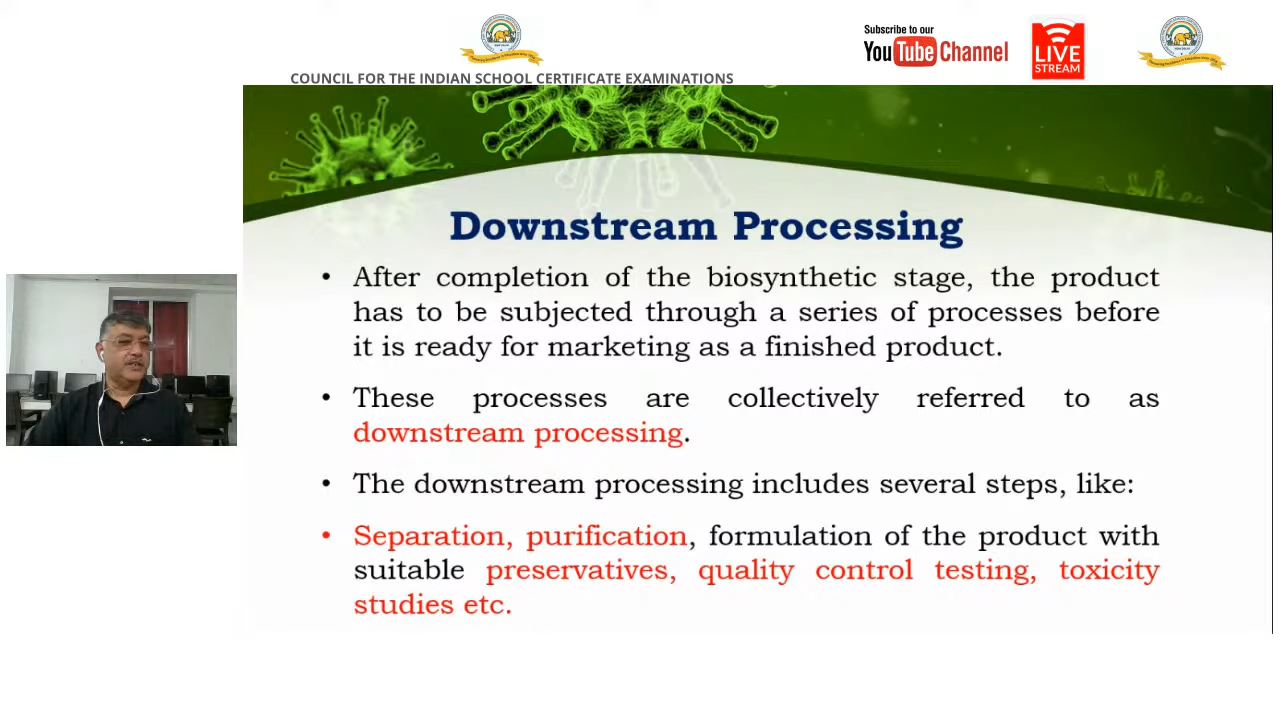 Subscribe to our
YouTube Channel
LIVE
STREAM
COUNCIL FOR THE INDIAN SCHOOL CERTIFICATE EXAMINATIONS
Downstream Processing
• After completion of the biosynthetic stage, the product
has to be subjected through a series of processes before
it is ready for marketing as a finished product.
• These processes are collectively referred to as
downstream processing.
• The downstream processing includes several steps, like:
• Separation, purification, formulation of the product with
suitable preservatives, quality control testing, toxicity
studies etc.